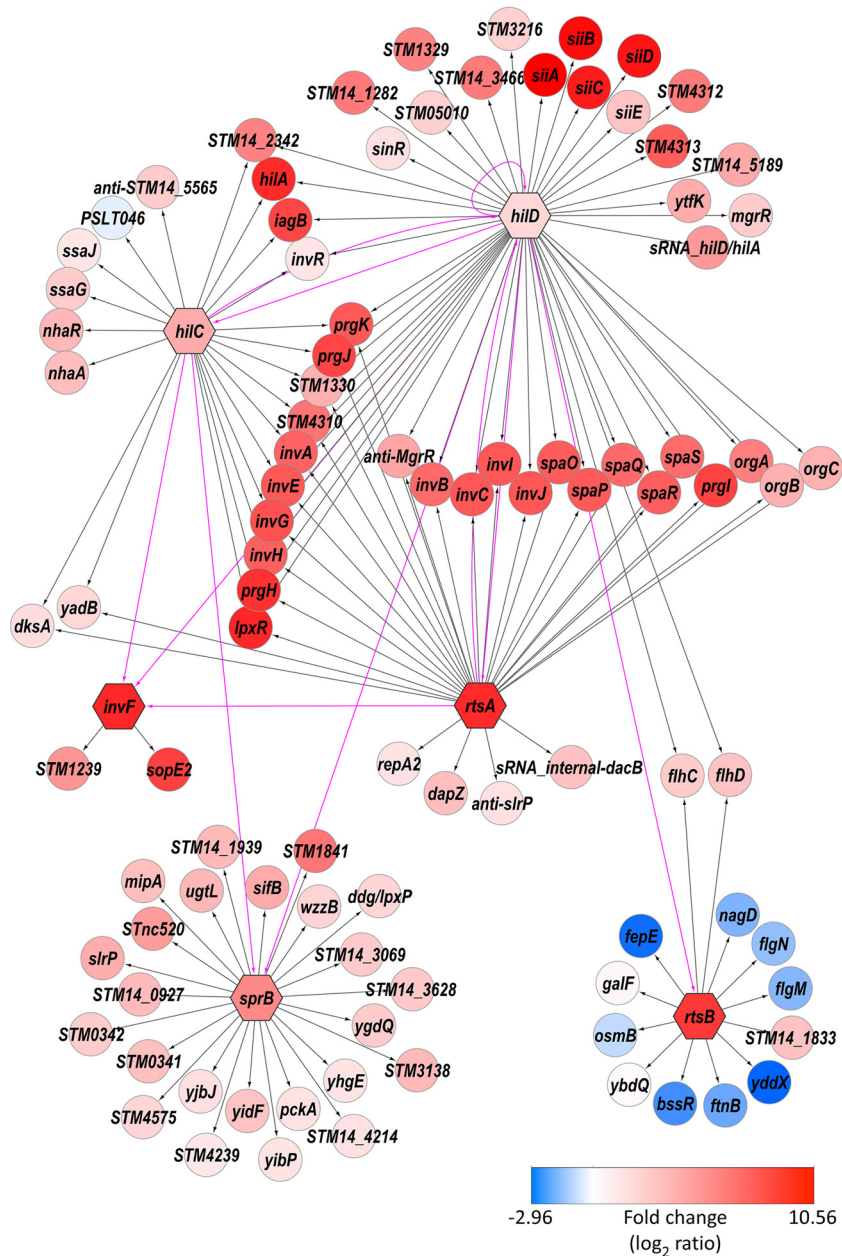 STM3216
STM1329
siiB
siiD
STM14_3466
siiA
siiC
STM14_1282
STM4312
STM05010
siiE
STM14_2342
sinR
STM4313
STM14_5189
hilA
anti-STM14_5565
ytfK
PSLT046
iagB
hilD
mgrR
ssaJ
invR
sRNA_hilD/hilA
ssaG
nhaR
hilC
prgK
nhaA
prgJ
STM1330
STM4310
invA
anti-MgrR
invI
spaO
spaQ
spaS
orgA
orgC
invE
invB
invC
invJ
spaP
spaR
prgI
orgB
invG
invH
prgH
yadB
dksA
lpxR
invF
rtsA
STM1239
sopE2
repA2
sRNA_internal-dacB
flhC
flhD
dapZ
anti-slrP
STM14_1939
STM1841
mipA
ugtL
sifB
ddg/lpxP
wzzB
nagD
STnc520
fepE
flgN
slrP
STM14_3069
galF
flgM
STM14_0927
sprB
STM14_3628
rtsB
STM0342
ygdQ
osmB
STM14_1833
STM0341
STM3138
yjbJ
yhgE
ybdQ
yddX
STM4575
yidF
pckA
bssR
ftnB
STM14_4214
STM4239
yibP
-2.96 Fold change 10.56
(log2 ratio)